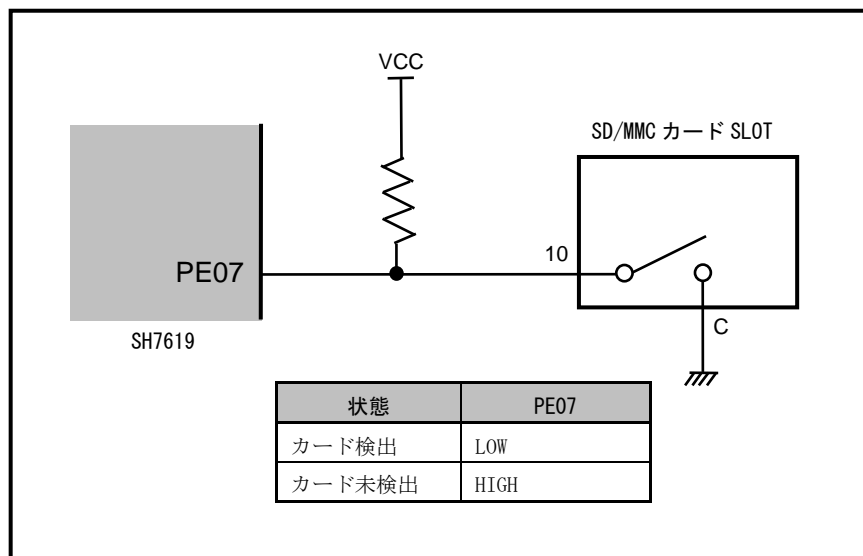 VCC
SD/MMC カード SLOT
10
PE07
C
SH7619
状態 PE07
カード検出 LOW
カード未検出 HIGH